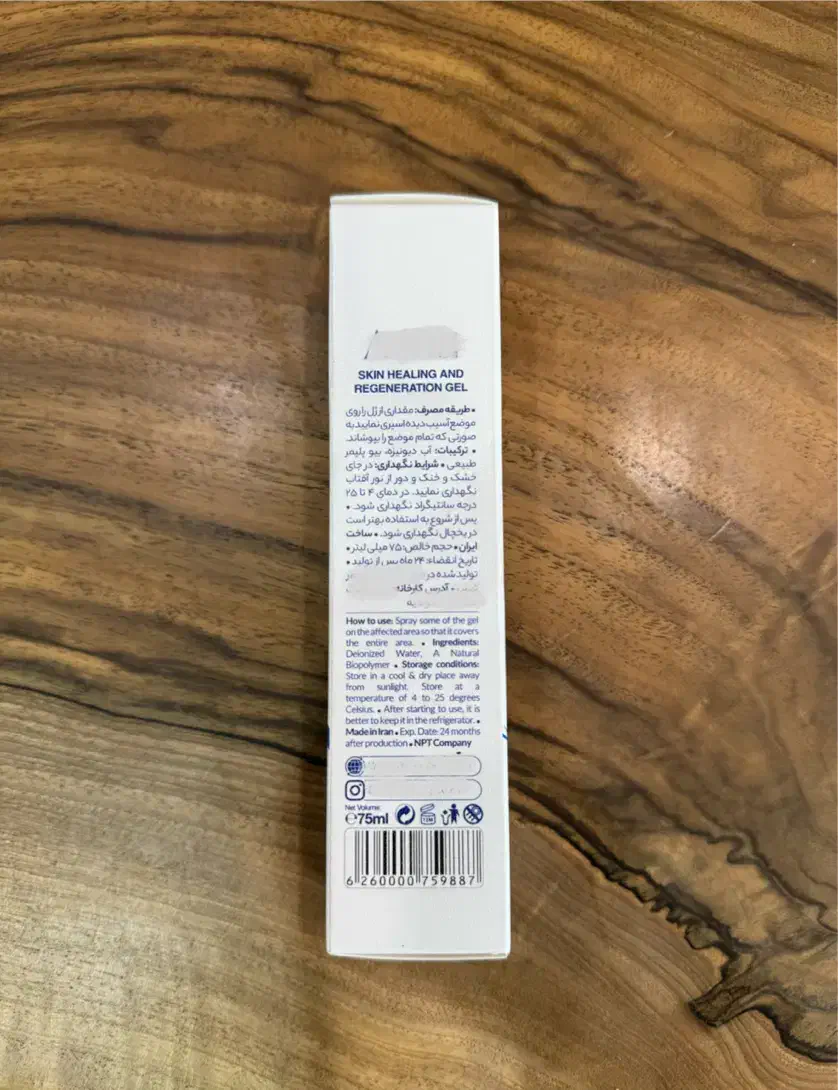 SKIN HEALING AND
REGENERATION GEL
• طریقه مصرف: مقداری از ژل را روی
موضع آسیب دیده اسپری نمایید به
صورتی که تمام موضع را بپوشاند.
• ترکیبات: آب دیونیزه، بیو پلیمر
طبیعی • شرایط نگهداری: در جای
خشک و خنک و دور از نور آفتاب
نگهداری نمایید. در دمای ۴ تا ۲۵
درجه سانتیگراد نگهداری شود. •
پس از شروع به استفاده بهتر است
در یخچال نگهداری شود. • ساخت
ایران • حجم خالص: ۷۵ میلی لیتر •
تاریخ انقضاء: ۲۴ ماه پس از تولید •
تولید شده در
• آدرس کارخانه
How to use: Spray some of the gel
on the affected area so that it covers
the entire area. • Ingredients:
Deionized Water, A Natural
Biopolymer • Storage conditions:
Store in a cool & dry place away
from sunlight. Store at a
temperature of 4 to 25 degrees
Celsius. • After starting to use, it is
better to keep it in the refrigerator. •
Made in Iran • Exp. Date: 24 months
after production • NPT Company
Net Volume:
℮75ml
12M
6 260000 759887